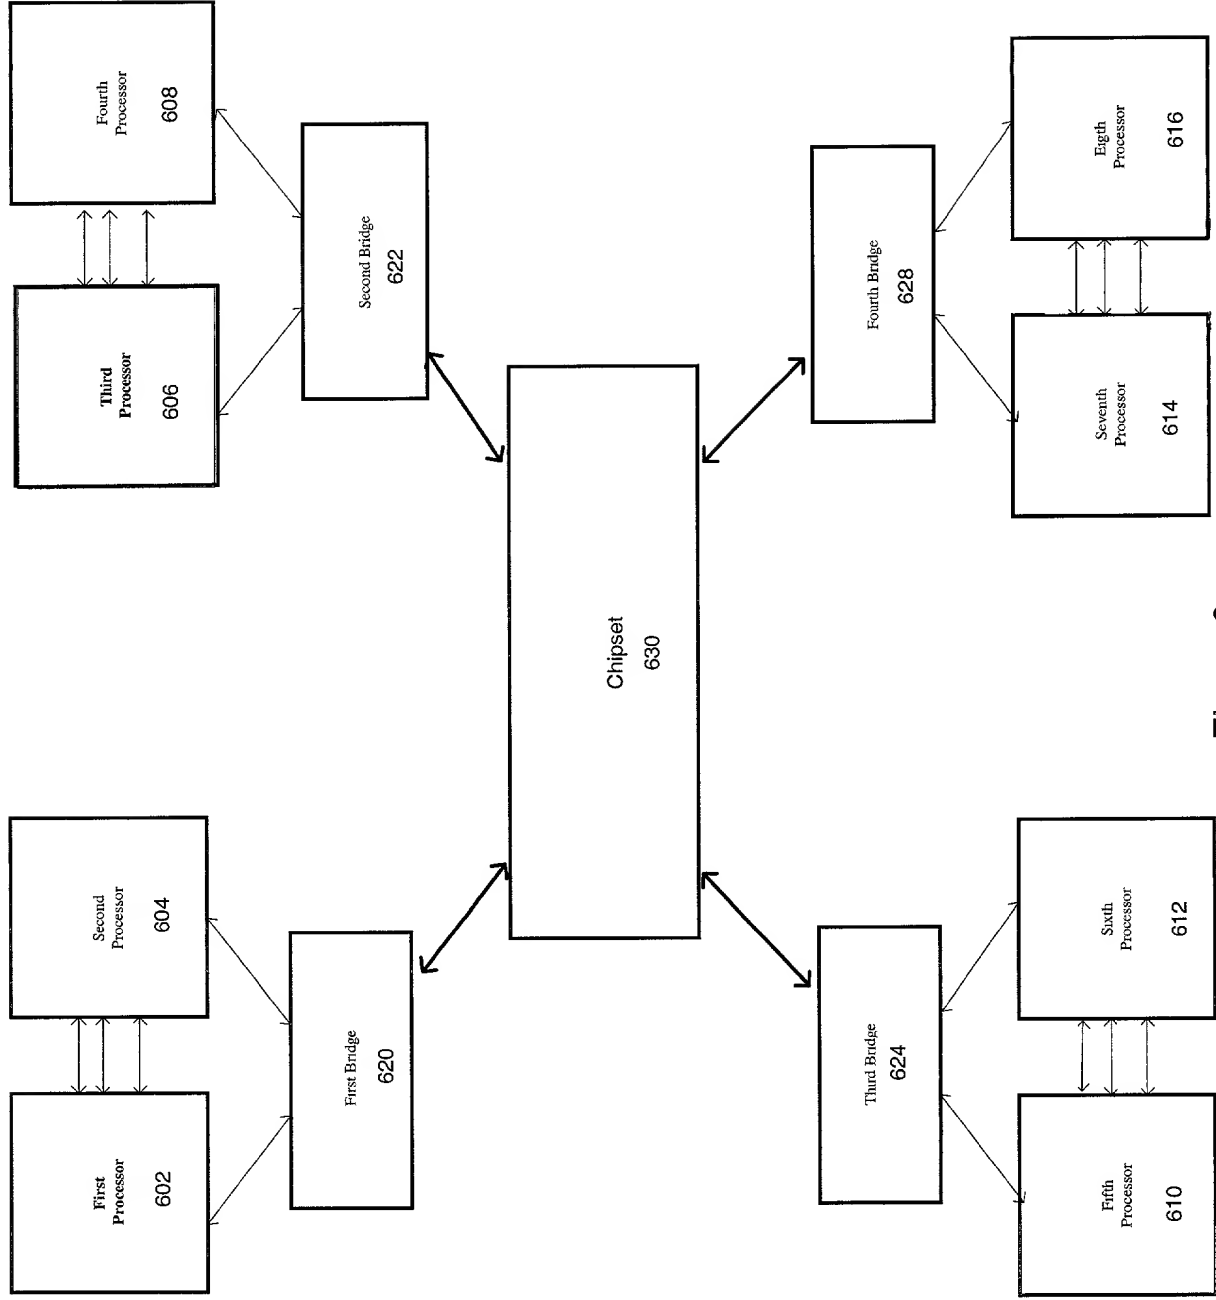 First
Processor
602
Second
Processor
604
Third
Processor
606
Fourth
Processor
608
First Bridge
620
Second Bridge
622
Chipset
630
Third Bridge
624
Fourth Bridge
628
Fifth
Processor
610
Sixth
Processor
612
Seventh
Processor
614
Eigth
Processor
616